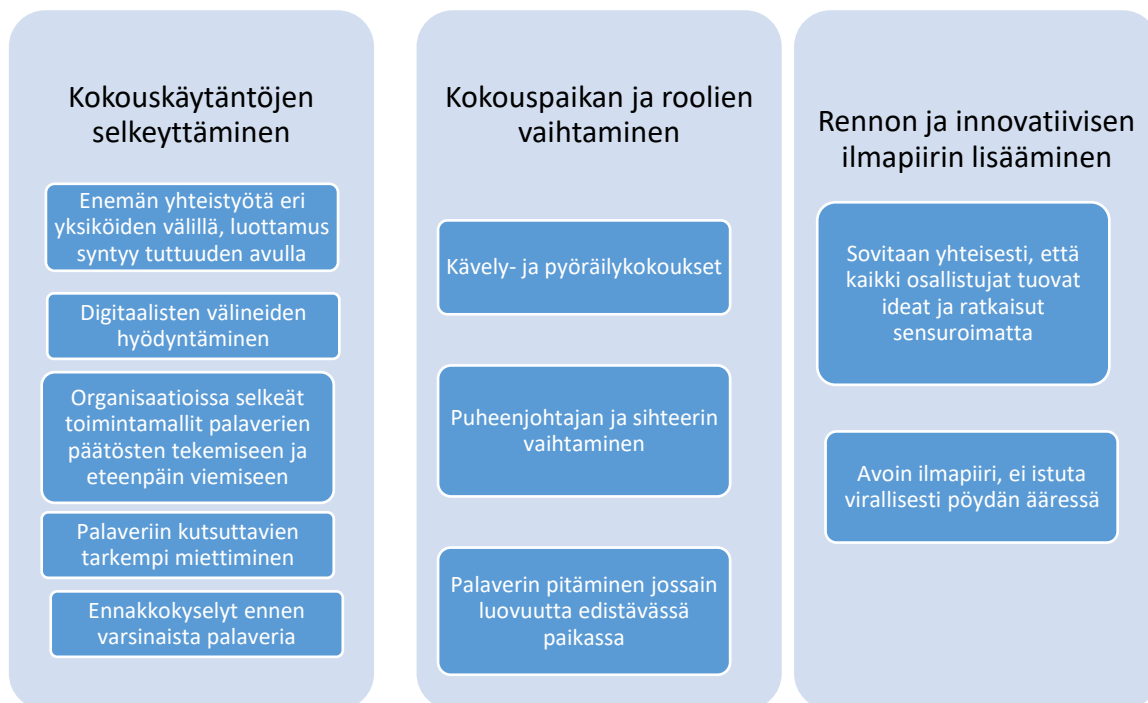 Kokouskäytäntöjen
selkeyttäminen
Enemän yhteistyötä eri
yksiköiden välillä, luottamus
syntyy tuttuuden avulla
Digitaalisten välineiden
hyödyntäminen
Organisaatioissa selkeät
toimintamallit palaverien
päätösten tekemiseen ja
eteenpäin viemiseen
Palaveriin kutsuttavien
tarkempi miettiminen
Ennakkokyselyt ennen
varsinaista palaveria
Kokouspaikan ja roolien
vaihtaminen
Kävely- ja pyöräilykokoukset
Puheenjohtajan ja sihteerin
vaihtaminen
Palaverin pitäminen jossain
luovuutta edistävässä
paikassa
Rennon ja innovatiivisen
ilmapiirin lisääminen
Sovitaan yhteisesti, että
kaikki osallistujat tuovat
ideat ja ratkaisut
sensuroimatta
Avoin ilmapiiri, ei istuta
virallisesti pöydän ääressä